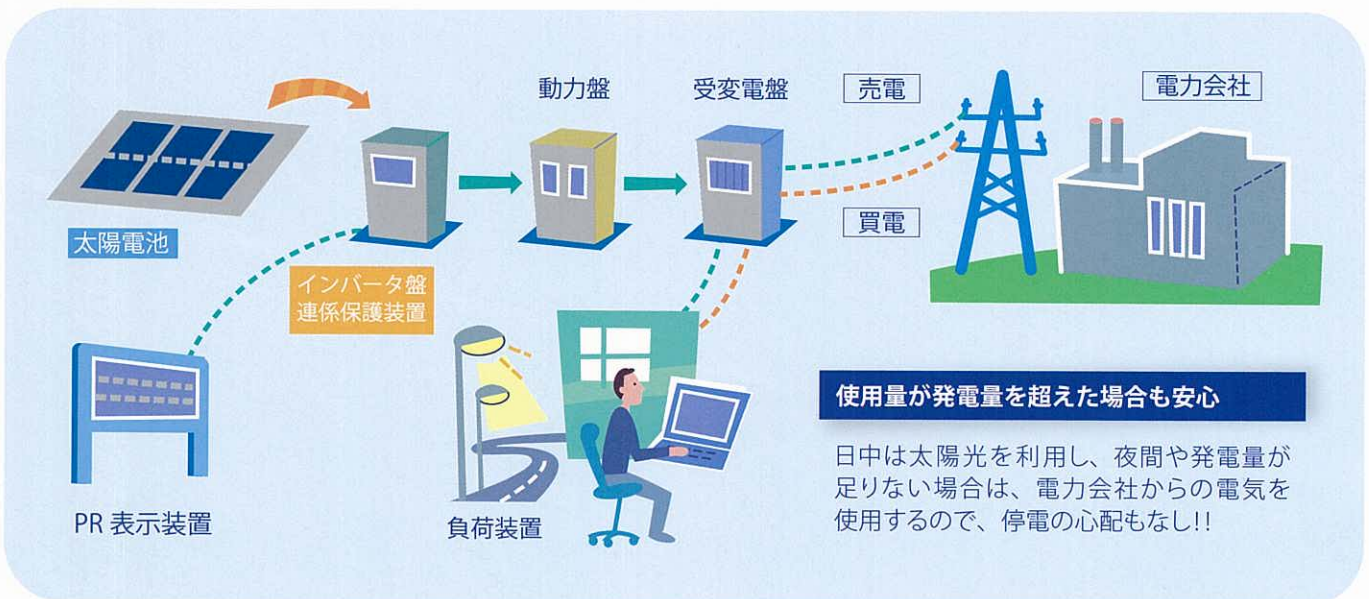 動力盤
受変電盤
売電
電力会社
太陽電池
買電
インバータ盤
連係保護装置
使用量が発電量を超えた場合も安心
日中は太陽光を利用し、夜間や発電量が
足りない場合は、電力会社からの電気を
使用するので、停電の心配もなし!!
PR 表示装置
負荷装置